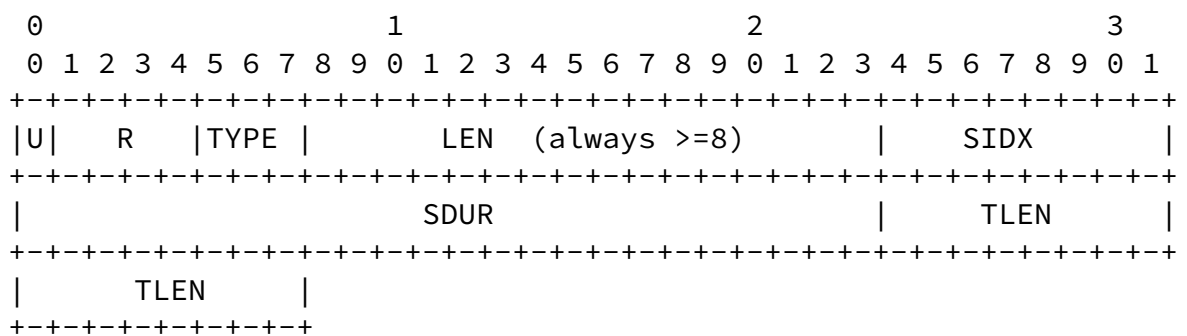 0                   1                   2                   3
 0 1 2 3 4 5 6 7 8 9 0 1 2 3 4 5 6 7 8 9 0 1 2 3 4 5 6 7 8 9 0 1
+-+-+-+-+-+-+-+-+-+-+-+-+-+-+-+-+-+-+-+-+-+-+-+-+-+-+-+-+-+-+-+-+
|U|   R   |TYPE |       LEN  (always >=8)       |    SIDX       |
+-+-+-+-+-+-+-+-+-+-+-+-+-+-+-+-+-+-+-+-+-+-+-+-+-+-+-+-+-+-+-+-+
|                      SDUR                     |     TLEN      |
+-+-+-+-+-+-+-+-+-+-+-+-+-+-+-+-+-+-+-+-+-+-+-+-+-+-+-+-+-+-+-+-+
|      TLEN     |
+-+-+-+-+-+-+-+-+